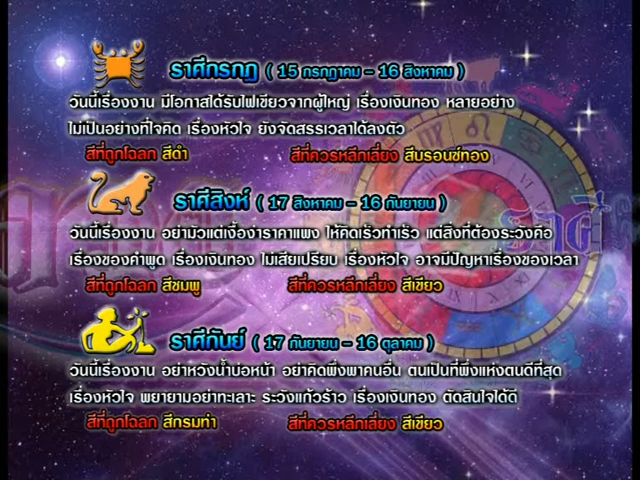 ราศีกรกฎ ( 15 กรกฎาคม - 16 สิงหาคม )
วันนี้เรื่องงาน มีโอกาสได้รับไฟเขียวจากผู้ใหญ่ เรื่องเงินทอง หลายอย่าง
ไม่เป็นอย่างที่ใจคิด เรื่องหัวใจ ยังจัดสรรเวลาได้ลงตัว
สีที่ถูกโฉลก สีดำ สีที่ควรหลีกเลี่ยง สีบรอนซ์ทอง
ราศีสิงห์ ( 17 สิงหาคม - 16 กันยายน )
วันนี้เรื่องงาน อย่ามัวแต่เงื้อง่าราคาแพง ให้คิดเร็วทำเร็ว แต่สิ่งที่ต้องระวังคือ
เรื่องของคำพูด เรื่องเงินทอง ไม่เสียเปรียบ เรื่องหัวใจ อาจมีปัญหาเรื่องของเวลา
สีที่ถูกโฉลก สีชมพู สีที่ควรหลีกเลี่ยง สีเขียว
ราศีกันย์ ( 17 กันยายน - 16 ตุลาคม )
วันนี้เรื่องงาน อย่าหวังน้ำบ่อหน้า อย่าคิดพึ่งพาคนอื่น ตนเป็นที่พึ่งแห่งตนดีที่สุด
เรื่องหัวใจ พยายามอย่าทะเลาะ ระวังแก้วร้าว เรื่องเงินทอง ตัดสินใจได้ดี
สีที่ถูกโฉลก สีกรมท่า สีที่ควรหลีกเลี่ยง สีเขียว